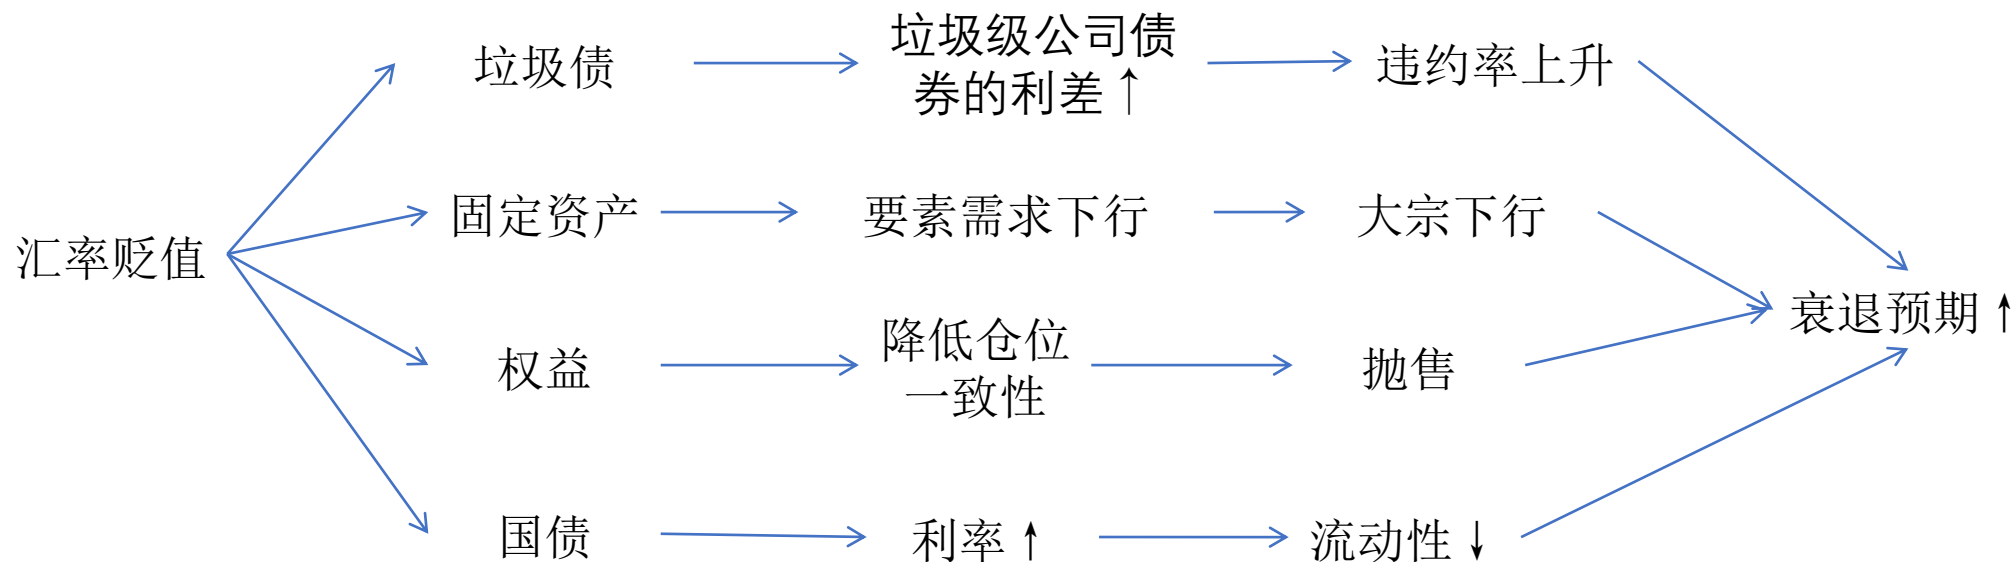 汇率贬值
垃圾债
垃圾级公司债
券的利差↑
违约率上升
固定资产
要素需求下行
大宗下行
权益
降低仓位
一致性
抛售
国债
利率↑
流动性↓
衰退预期↑